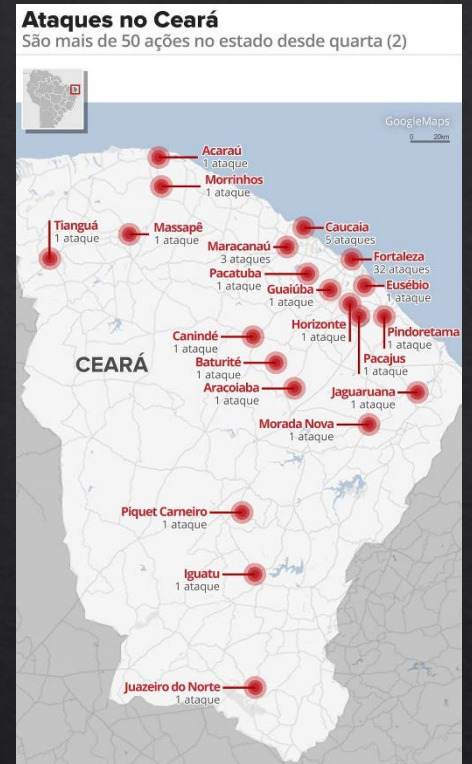 Ataques no Ceará
São mais de 50 ações no estado desde quarta (2)
GoogleMaps
0 20km
Acaraú
1 ataque
Morrinhos
1 ataque
Tianguá
1 ataque
Massapê
1 ataque
Caucaia
5 ataques
Maracanaú
3 ataques
Fortaleza
32 ataques
Pacatuba
1 ataque
Eusébio
1 ataque
Guaiúba
1 ataque
Horizonte
1 ataque
Pindoretama
1 ataque
Pacajus
1 ataque
Canindé
1 ataque
CEARÁ
Baturité
1 ataque
Aracoiaba
1 ataque
Jaguaruana
1 ataque
Morada Nova
1 ataque
Piquet Carneiro
1 ataque
Iguatu
1 ataque
Juazeiro do Norte
1 ataque